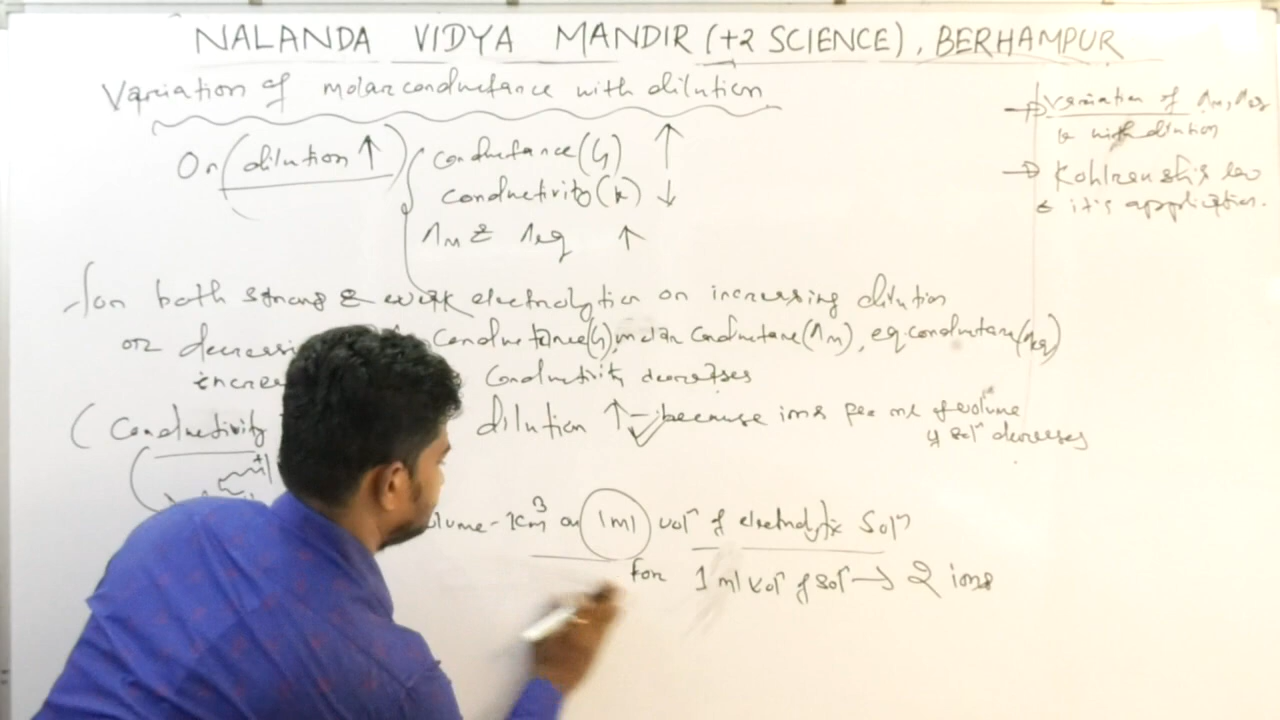 NALANDA VIDYA MANDIR (+2 SCIENCE), BERHAMPUR
Variation of molar conductance with dilution
On (dilution ↑)
conductance(G) ↑
conductivity(k) ↓
Λm & Λeq ↑
for both strong & weak electrolytes on increasing dilution
or decreasi conductance(G), molar conductance(Λm), eq. conductance(Λeq)
increa conductivity decreases
(conductivity dilution ↑ — because ions per ml of volume
of solⁿ decreases
volume - 1cm³ or 1ml volⁿ of electrolytic Solⁿ
for 1 ml volⁿ of solⁿ → 2 ions
→ variation of Λm, Λeq
& with dilution
→ Kohlraush's law
& it's application.